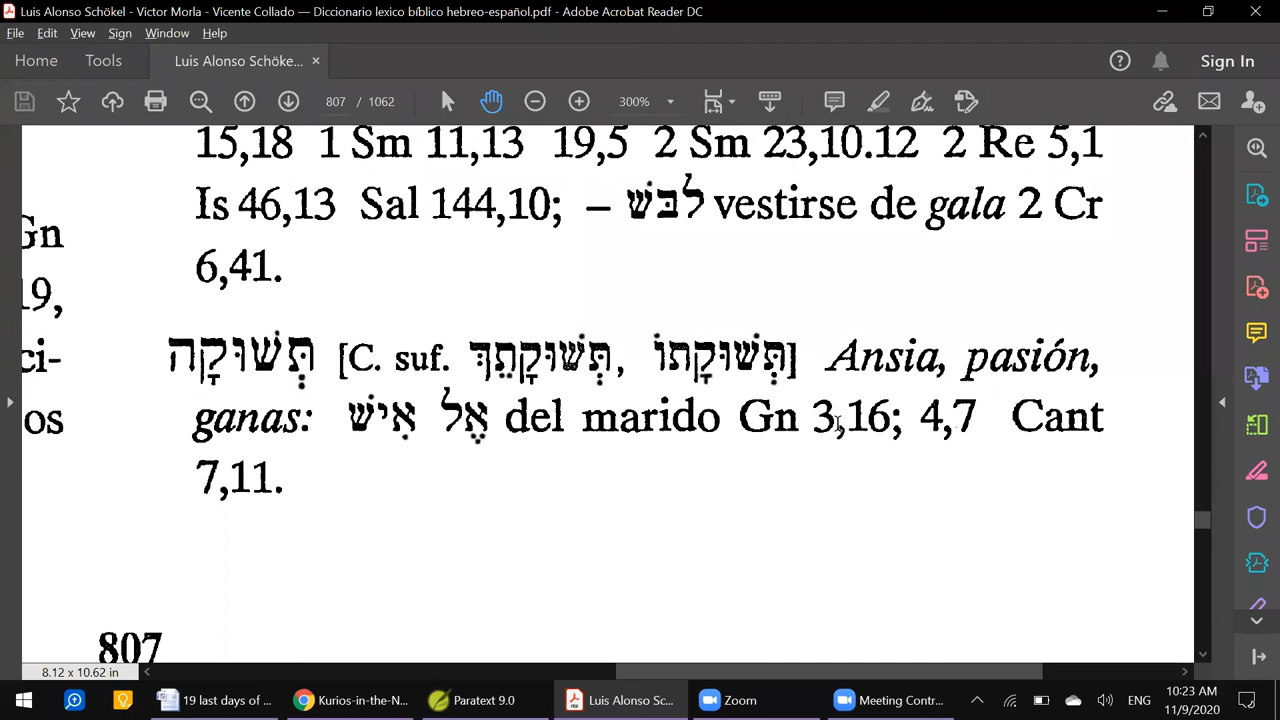 Luis Alonso Schökel - Victor Morla - Vicente Collado — Diccionario lexico bíblico hebreo-español.pdf - Adobe Acrobat Reader DC
File Edit View Sign Window Help
Home Tools Luis Alonso Schöke... × Sign In
807 / 1062 300%
15,18 1 Sm 11,13 19,5 2 Sm 23,10.12 2 Re 5,1
Is 46,13 Sal 144,10; – לבשׁ vestirse de gala 2 Cr
6,41.
Gn
19,
ci-
os
תְּשׁוּקָה [C. suf. תְּשׁוּקָתֵךְ, תְּשׁוּקָתוֹ] Ansia, pasión,
ganas: אֶל אִישׁ del marido Gn 3,16; 4,7 Cant
7,11.
807
8.12 x 10.62 in
19 last days of ... Kurios-in-the-N... Paratext 9.0 Luis Alonso Sc... Zoom Meeting Contr... ENG 10:23 AM
11/9/2020